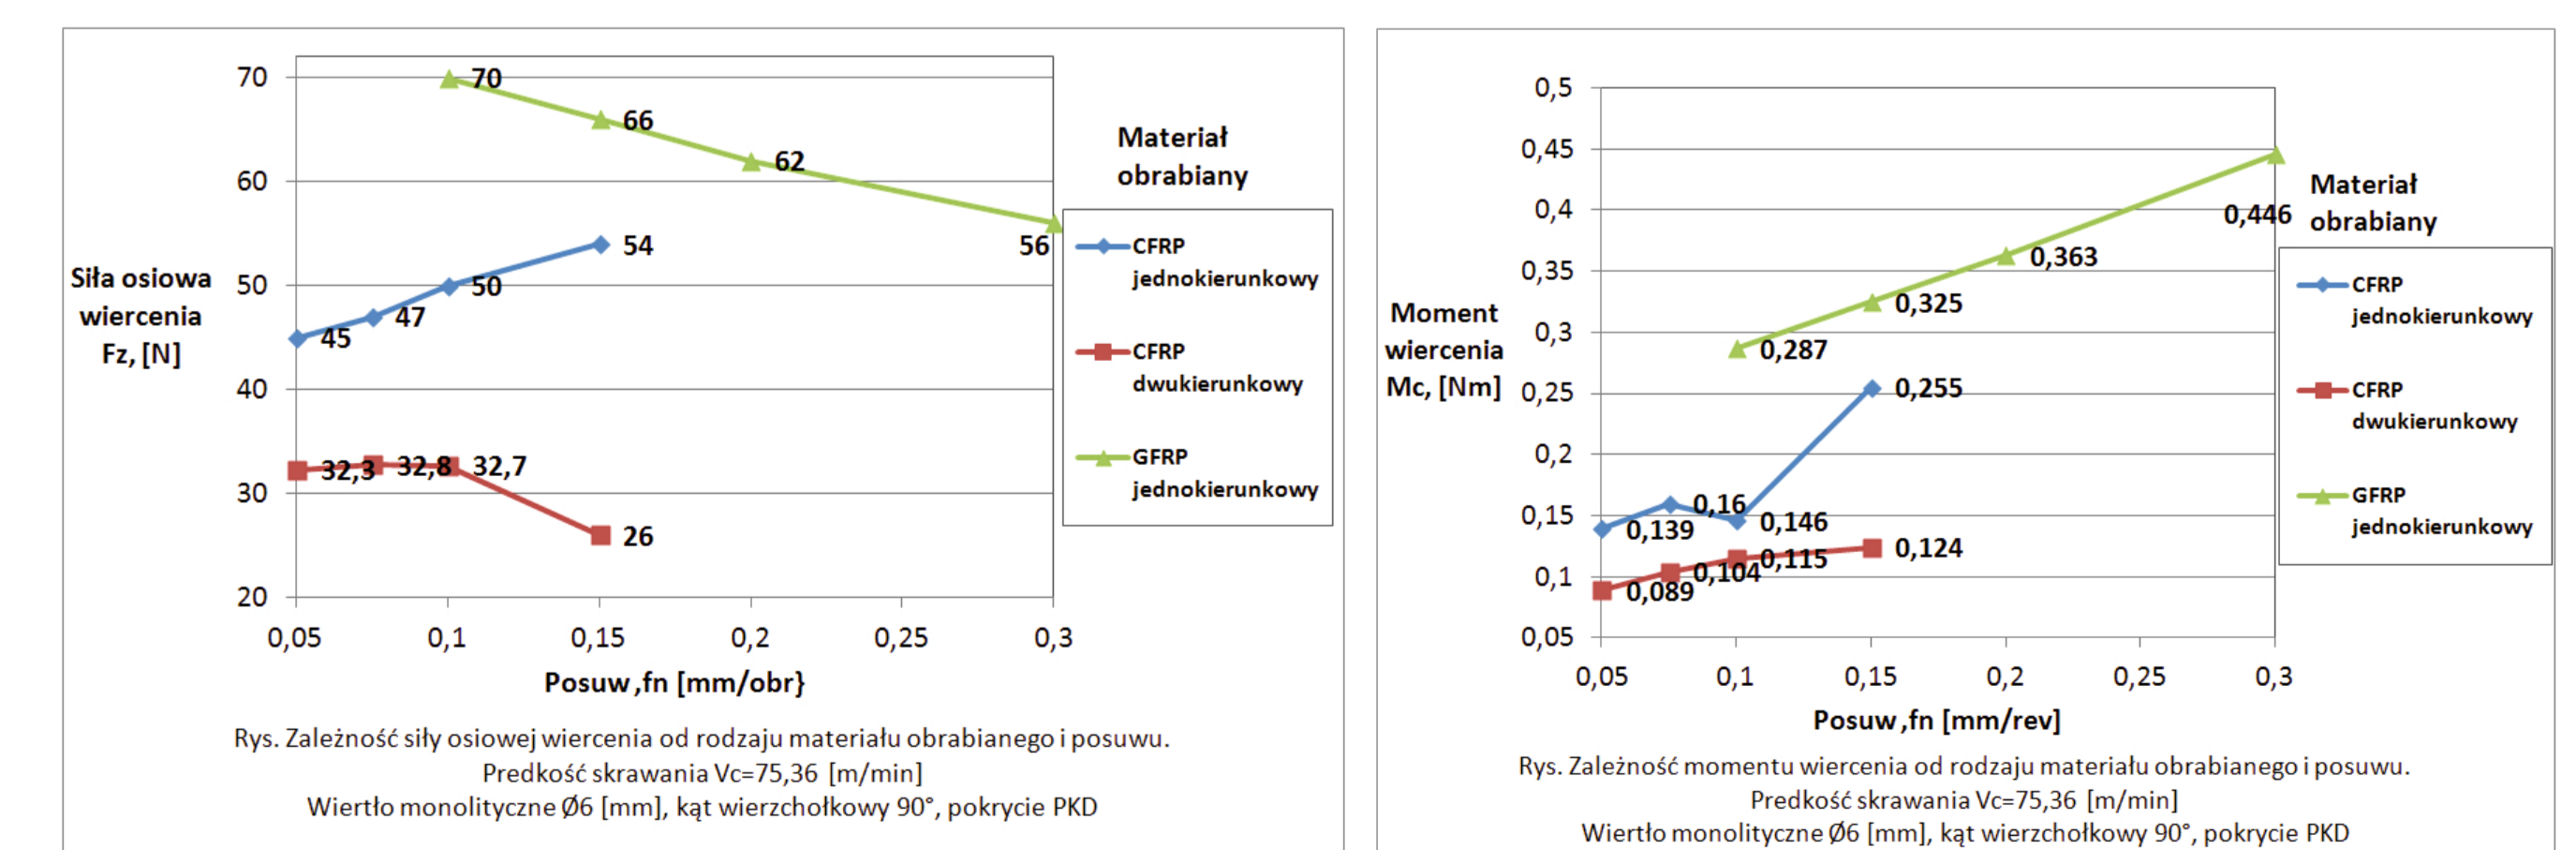 70
60
50
40
30
20
0,05
0,1
0,15
0,2
0,25
0,3
Siła osiowa
wiercenia
Fz, [N]
70
66
62
56
45
47
50
54
32,3
32,8
32,7
26
Posuw ,fn [mm/obr}
Materiał
obrabiany
CFRP
jednokierunkowy
CFRP
dwukierunkowy
GFRP
jednokierunkowy
Rys. Zależność siły osiowej wiercenia od rodzaju materiału obrabianego i posuwu.
Predkość skrawania Vc=75,36 [m/min]
Wiertło monolityczne Ø6 [mm], kąt wierzchołkowy 90°, pokrycie PKD
0,5
0,45
0,4
0,35
0,3
0,25
0,2
0,15
0,1
0,05
0,05
0,1
0,15
0,2
0,25
0,3
Moment
wiercenia
Mc, [Nm]
0,287
0,325
0,363
0,446
0,139
0,16
0,146
0,255
0,089
0,104
0,115
0,124
Posuw ,fn [mm/rev]
Materiał
obrabiany
CFRP
jednokierunkowy
CFRP
dwukierunkowy
GFRP
jednokierunkowy
Rys. Zależność momentu wiercenia od rodzaju materiału obrabianego i posuwu.
Predkość skrawania Vc=75,36 [m/min]
Wiertło monolityczne Ø6 [mm], kąt wierzchołkowy 90°, pokrycie PKD